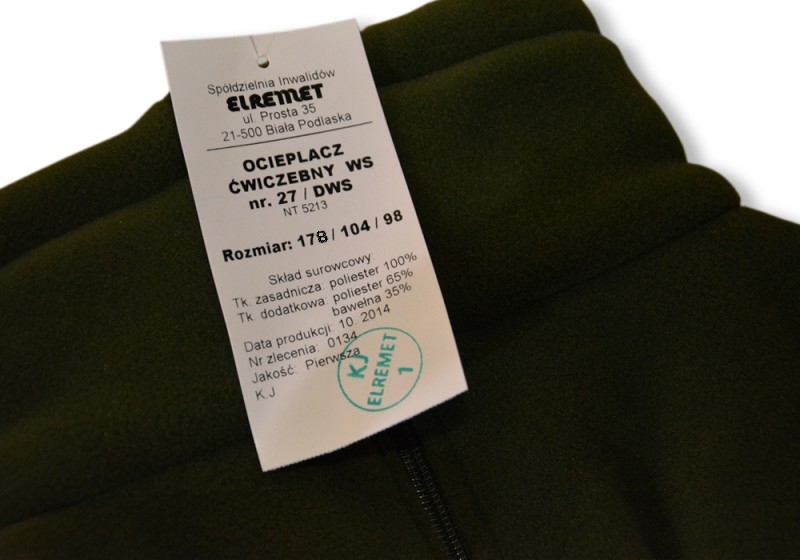 Spółdzielnia Inwalidów
ELREMET
ul. Prosta 35
21-500 Biała Podlaska
OCIEPLACZ
ĆWICZEBNY WS
nr. 27 / DWS
NT 5213
Rozmiar: 178 / 104 / 98
Skład surowcowy:
Tk. zasadnicza: poliester 100%
Tk. dodatkowa: poliester 65%
bawełna 35%
Data produkcji: 10. 2014
Nr zlecenia: 0134
Jakość: Pierwsza
K.J
KJ
ELREMET
1